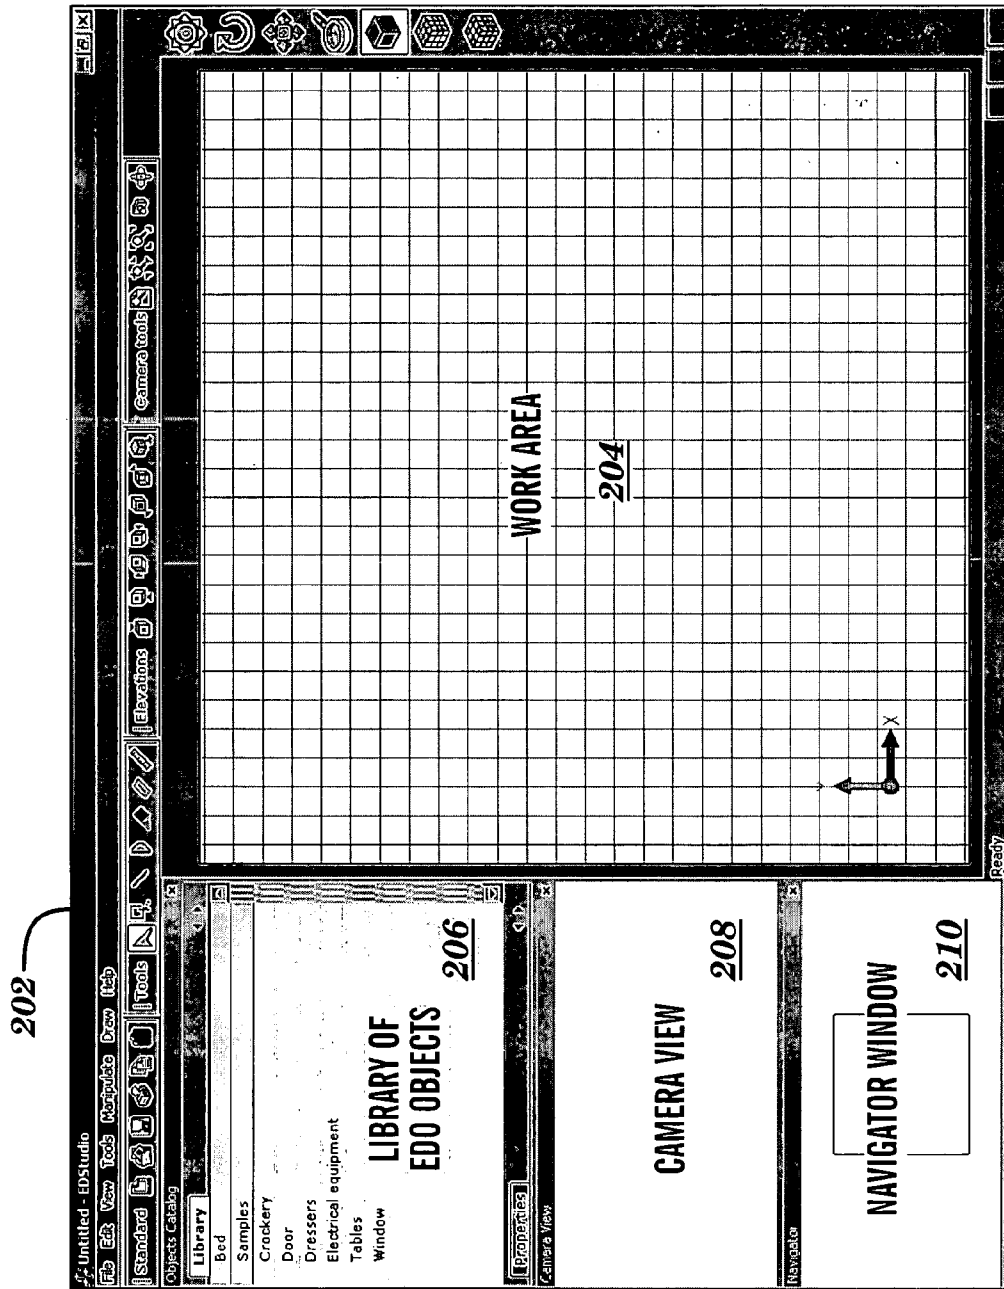 202
Untitled - EDStudio
File Edit View Tools Manipulate Draw Help
Standard
Tools
Elevations
Camera tools
Objects Catalog
Library
Bed
Samples
Crockery
Door
Dressers
Electrical equipment
Tables
Window
LIBRARY OF
EDO OBJECTS
206
Properties
Camera View
CAMERA VIEW
208
Navigator
NAVIGATOR WINDOW
210
WORK AREA
204
Y
X
Ready